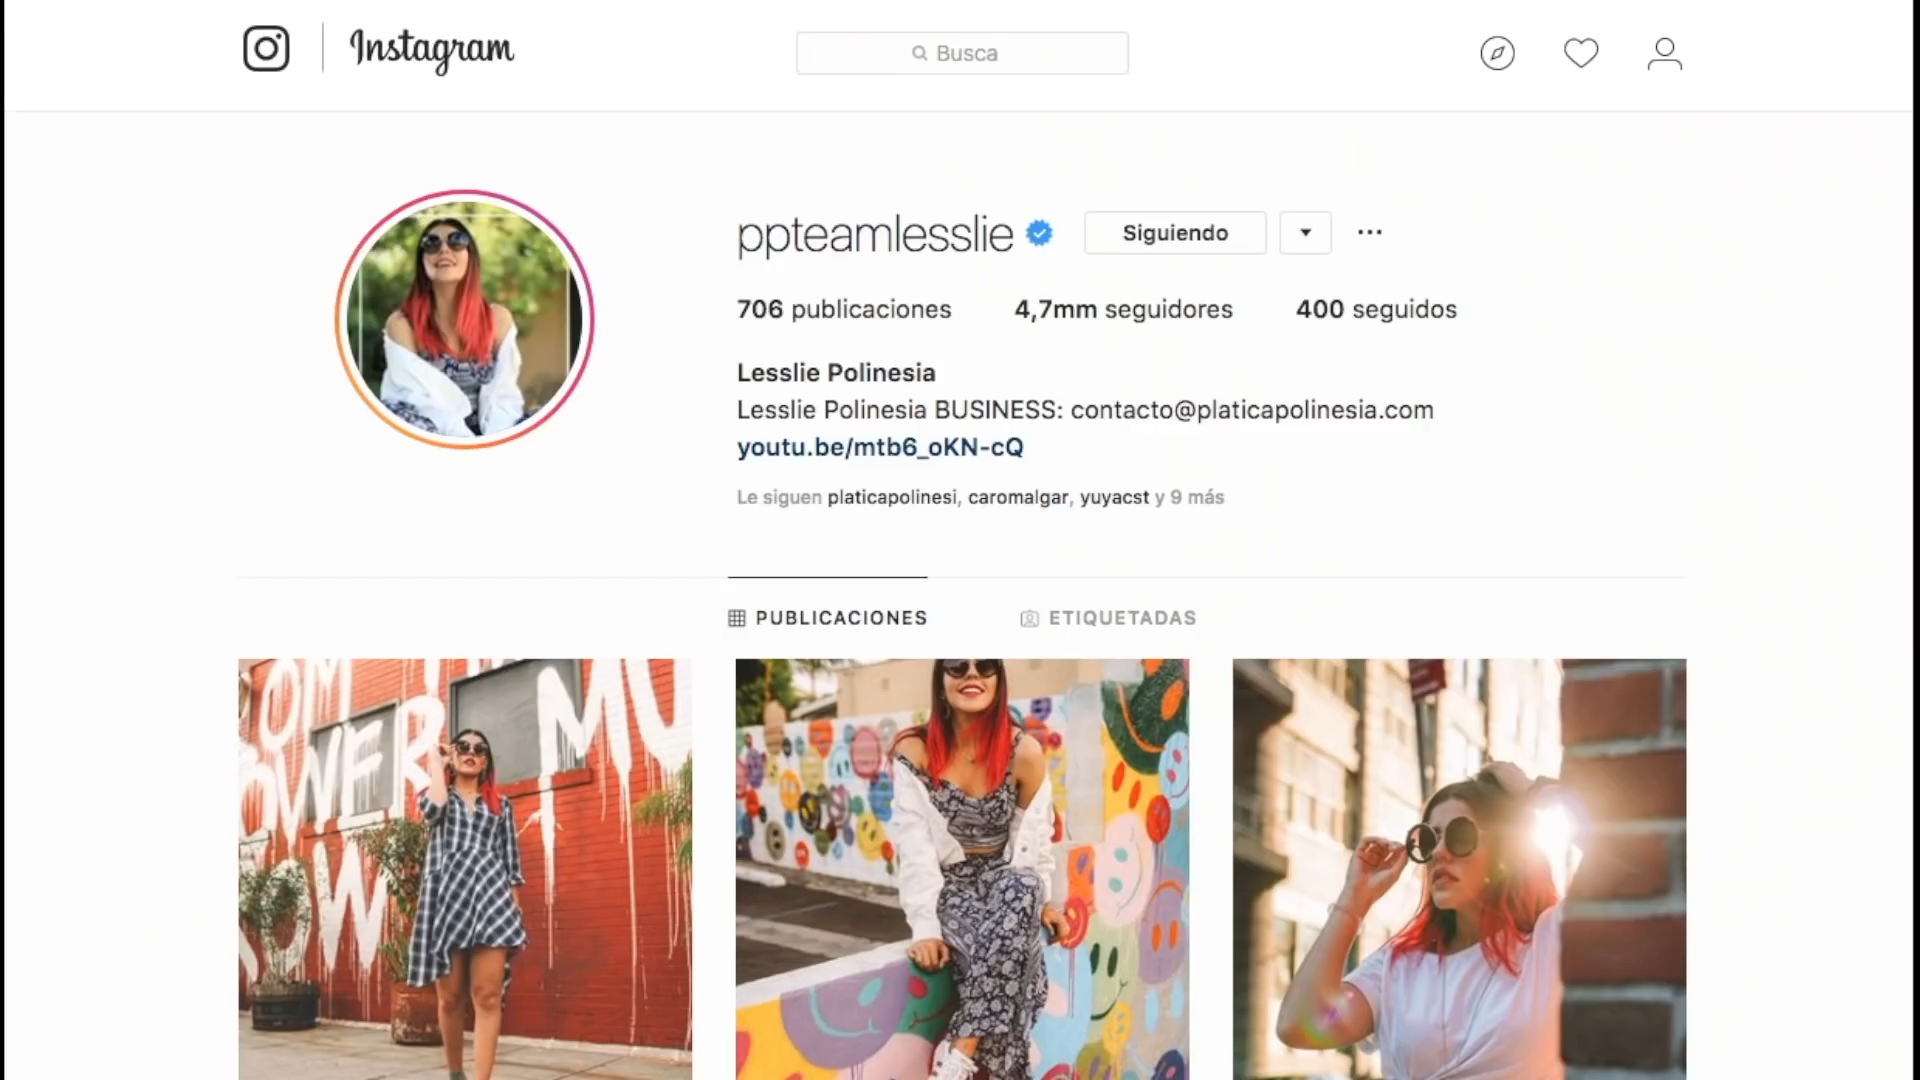 Instagram
Busca
ppteamlesslie
Siguiendo
706 publicaciones 4,7mm seguidores 400 seguidos
Lesslie Polinesia
Lesslie Polinesia BUSINESS: contacto@platicapolinesia.com
youtu.be/mtb6_oKN-cQ
Le siguen platicapolinesi, caromalgar, yuyacst y 9 más
PUBLICACIONES ETIQUETADAS